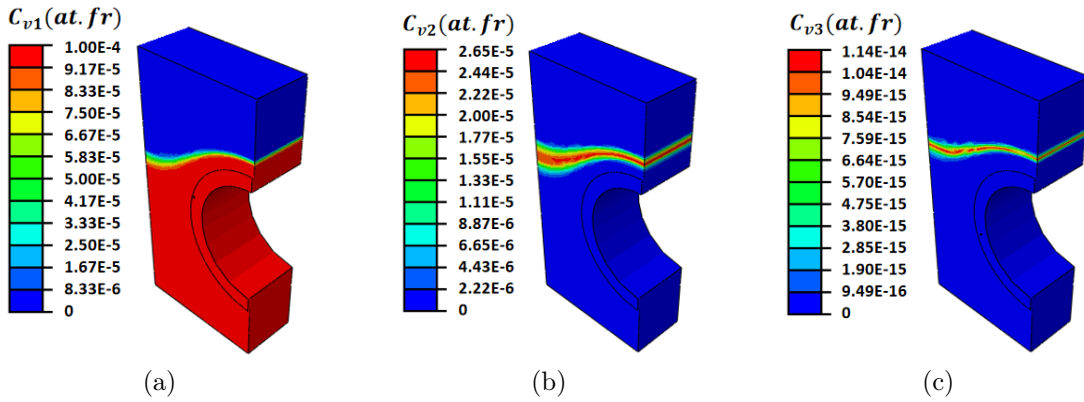 C_{v1}(at.fr)
1.00E-4
9.17E-5
8.33E-5
7.50E-5
6.67E-5
5.83E-5
5.00E-5
4.17E-5
3.33E-5
2.50E-5
1.67E-5
8.33E-6
0
(a)
C_{v2}(at.fr)
2.65E-5
2.44E-5
2.22E-5
2.00E-5
1.77E-5
1.55E-5
1.33E-5
1.11E-5
8.87E-6
6.65E-6
4.43E-6
2.22E-6
0
(b)
C_{v3}(at.fr)
1.14E-14
1.04E-14
9.49E-15
8.54E-15
7.59E-15
6.64E-15
5.70E-15
4.75E-15
3.80E-15
2.85E-15
1.90E-15
9.49E-16
0
(c)